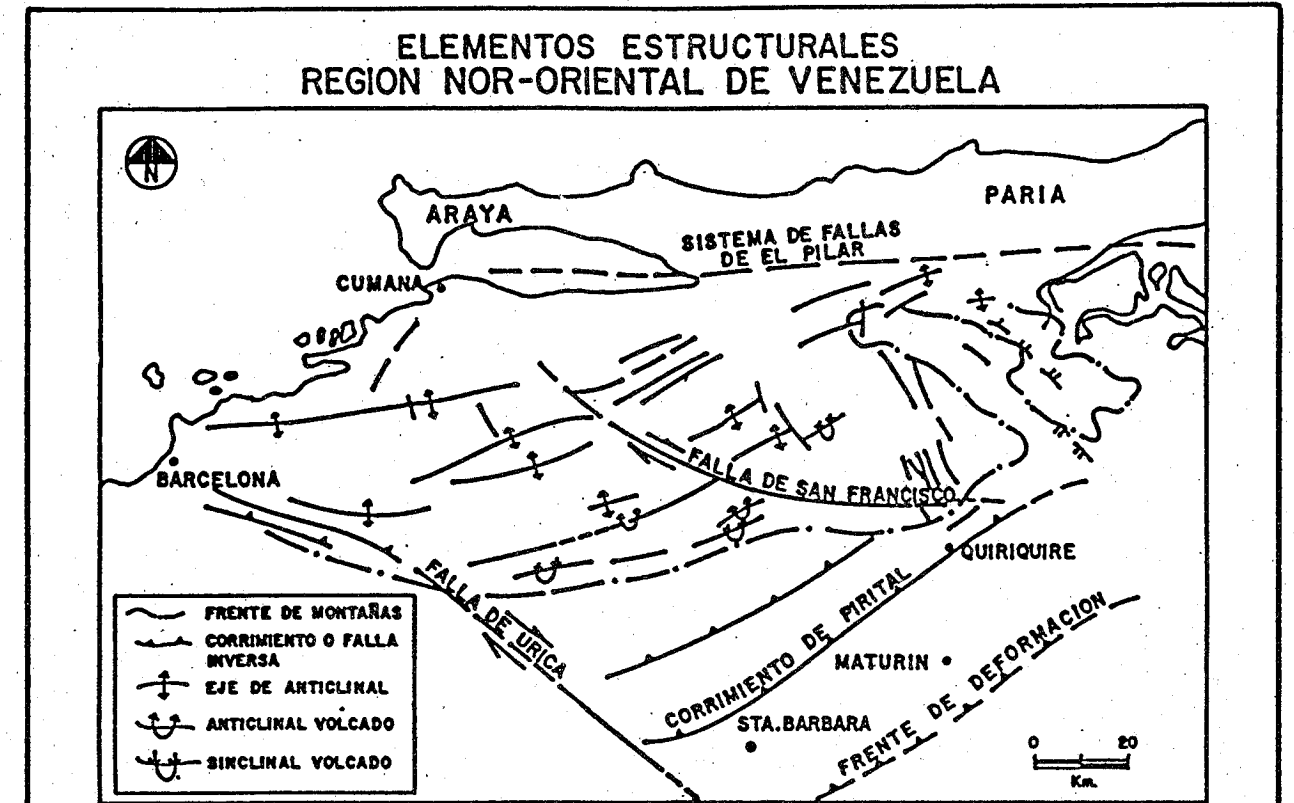 ELEMENTOS ESTRUCTURALES
REGION NOR-ORIENTAL DE VENEZUELA
N
PARIA
ARAYA
SISTEMA DE FALLAS
DE EL PILAR
CUMANA
BARCELONA
FALLA DE SAN FRANCISCO
QUIRIQUIRE
FALLA DE URICA
CORRIMIENTO DE PIRITAL
MATURIN
STA. BARBARA
FRENTE DE DEFORMACION
FRENTE DE MONTAÑAS
CORRIMIENTO O FALLA
INVERSA
EJE DE ANTICLINAL
ANTICLINAL VOLCADO
SINCLINAL VOLCADO
0 20
Km.